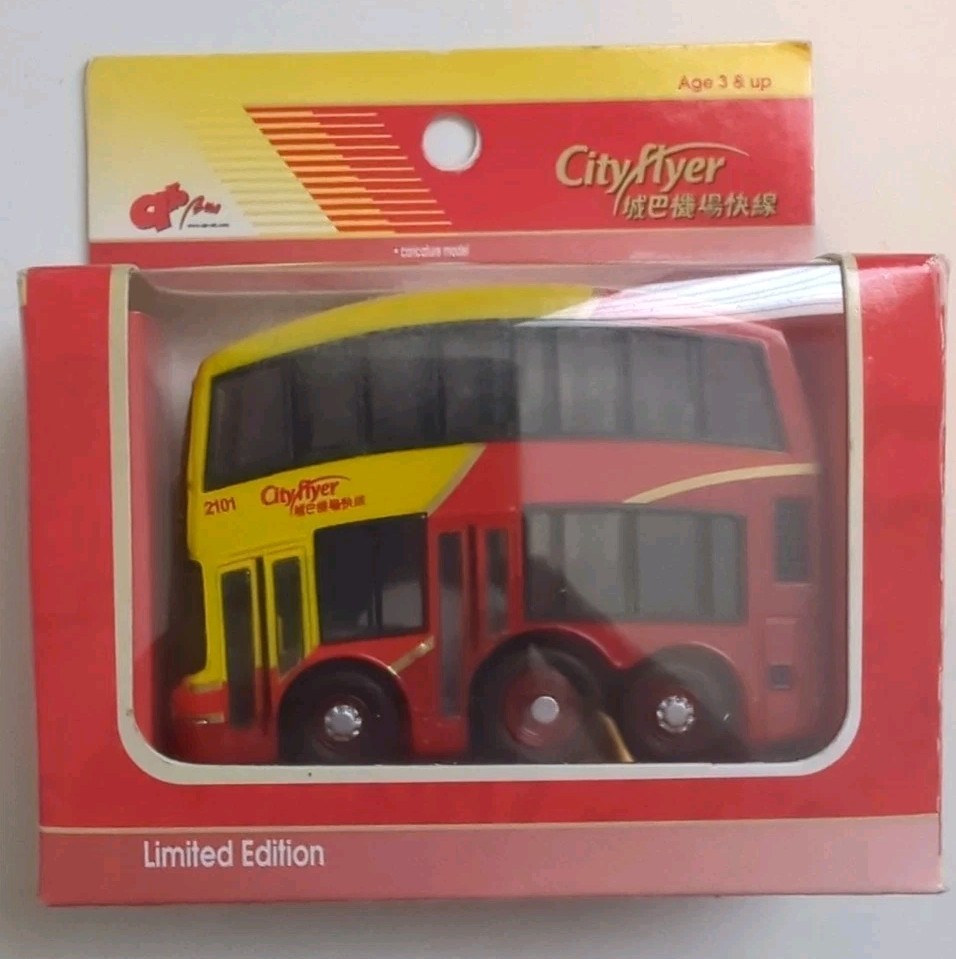 Age 3 & up
Cityflyer
城巴機場快線
• caricature model
2101
Cityflyer
城巴機場快線
Limited Edition